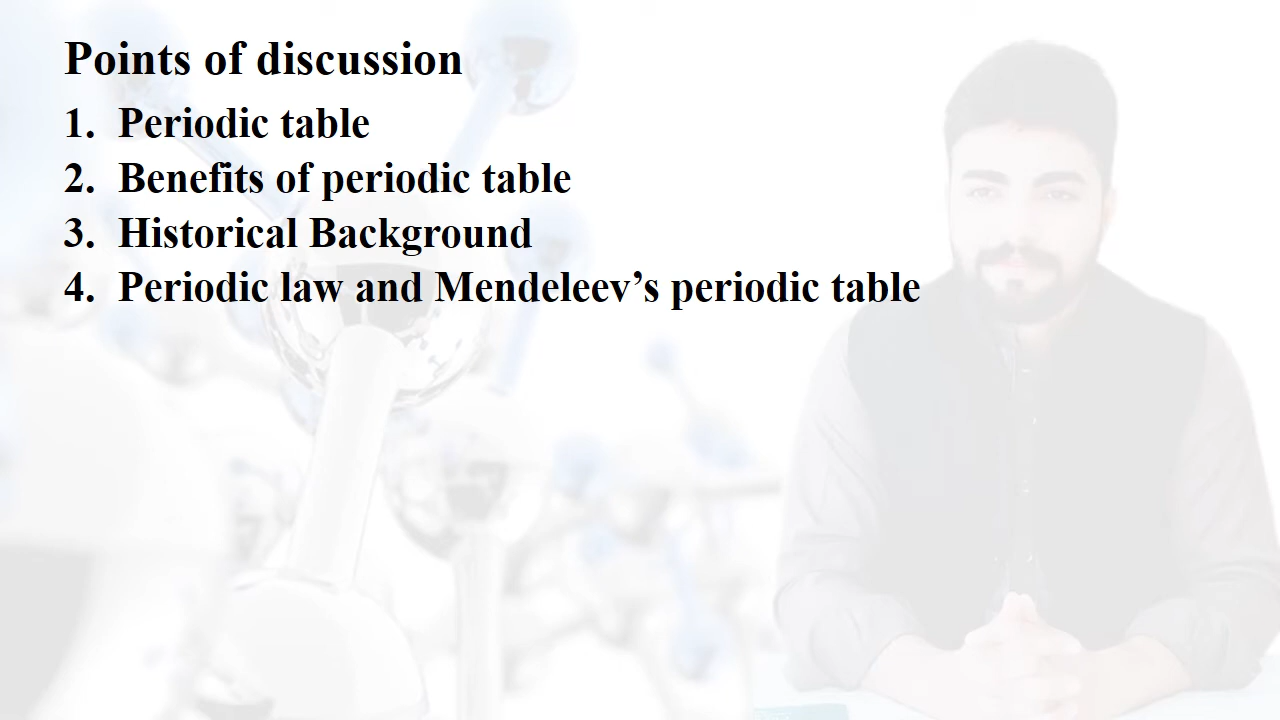 Points of discussion
1. Periodic table
2. Benefits of periodic table
3. Historical Background
4. Periodic law and Mendeleev’s periodic table